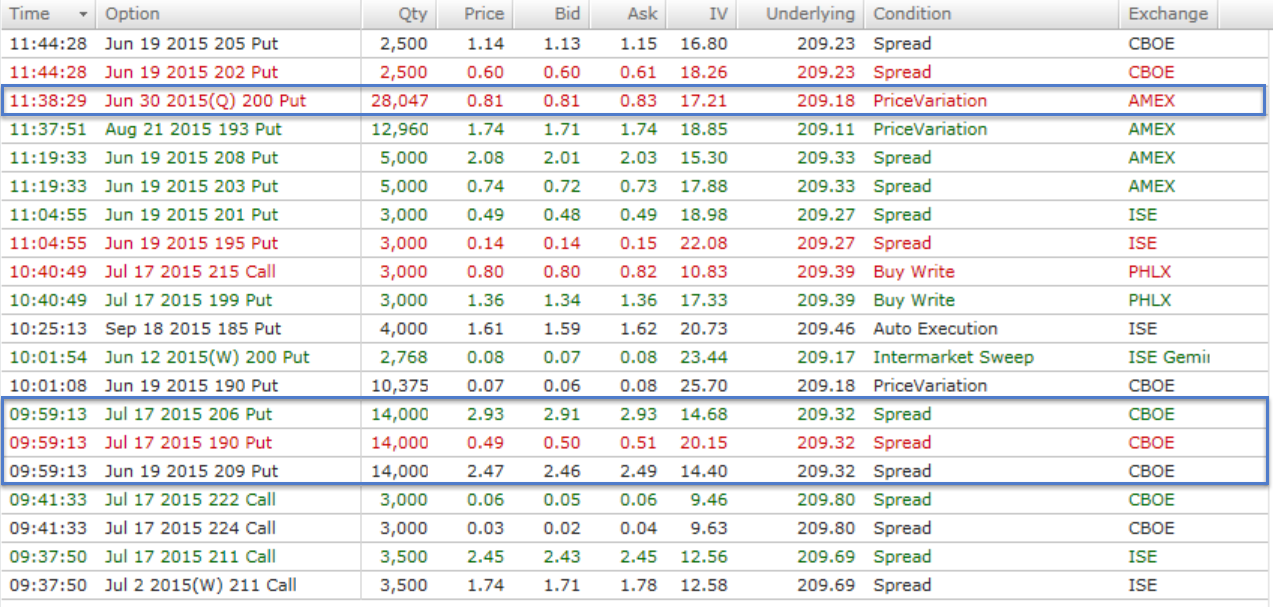 Time Option Qty Price Bid Ask IV Underlying Condition Exchange
11:44:28 Jun 19 2015 205 Put 2,500 1.14 1.13 1.15 16.80 209.23 Spread CBOE
11:44:28 Jun 19 2015 202 Put 2,500 0.60 0.60 0.61 18.26 209.23 Spread CBOE
11:38:29 Jun 30 2015(Q) 200 Put 28,047 0.81 0.81 0.83 17.21 209.18 PriceVariation AMEX
11:37:51 Aug 21 2015 193 Put 12,960 1.74 1.71 1.74 18.85 209.11 PriceVariation AMEX
11:19:33 Jun 19 2015 208 Put 5,000 2.08 2.01 2.03 15.30 209.33 Spread AMEX
11:19:33 Jun 19 2015 203 Put 5,000 0.74 0.72 0.73 17.88 209.33 Spread AMEX
11:04:55 Jun 19 2015 201 Put 3,000 0.49 0.48 0.49 18.98 209.27 Spread ISE
11:04:55 Jun 19 2015 195 Put 3,000 0.14 0.14 0.15 22.08 209.27 Spread ISE
10:40:49 Jul 17 2015 215 Call 3,000 0.80 0.80 0.82 10.83 209.39 Buy Write PHLX
10:40:49 Jul 17 2015 199 Put 3,000 1.36 1.34 1.36 17.33 209.39 Buy Write PHLX
10:25:13 Sep 18 2015 185 Put 4,000 1.61 1.59 1.62 20.73 209.46 Auto Execution ISE
10:01:54 Jun 12 2015(W) 200 Put 2,768 0.08 0.07 0.08 23.44 209.17 Intermarket Sweep ISE Gemin
10:01:08 Jun 19 2015 190 Put 10,375 0.07 0.06 0.08 25.70 209.18 PriceVariation CBOE
09:59:13 Jul 17 2015 206 Put 14,000 2.93 2.91 2.93 14.68 209.32 Spread CBOE
09:59:13 Jul 17 2015 190 Put 14,000 0.49 0.50 0.51 20.15 209.32 Spread CBOE
09:59:13 Jun 19 2015 209 Put 14,000 2.47 2.46 2.49 14.40 209.32 Spread CBOE
09:41:33 Jul 17 2015 222 Call 3,000 0.06 0.05 0.06 9.46 209.80 Spread CBOE
09:41:33 Jul 17 2015 224 Call 3,000 0.03 0.02 0.04 9.63 209.80 Spread CBOE
09:37:50 Jul 17 2015 211 Call 3,500 2.45 2.43 2.45 12.56 209.69 Spread ISE
09:37:50 Jul 2 2015(W) 211 Call 3,500 1.74 1.71 1.78 12.58 209.69 Spread ISE